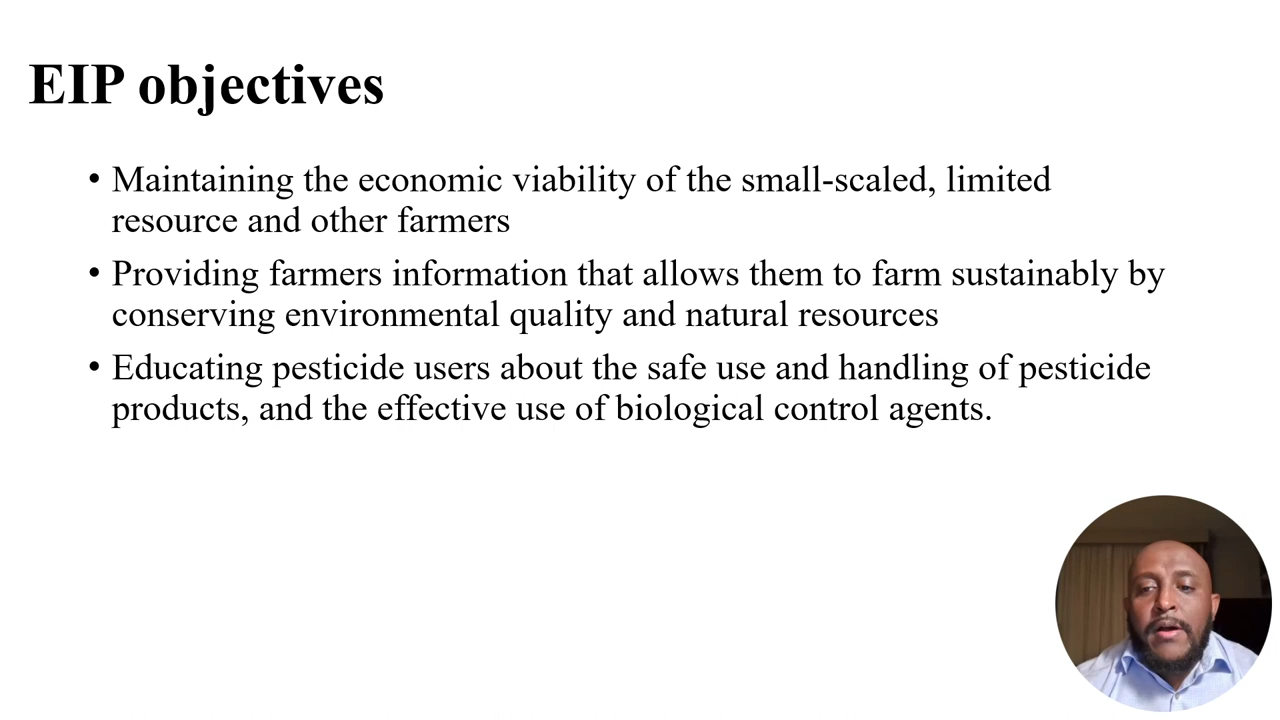 EIP objectives
• Maintaining the economic viability of the small-scaled, limited
resource and other farmers
• Providing farmers information that allows them to farm sustainably by
conserving environmental quality and natural resources
• Educating pesticide users about the safe use and handling of pesticide
products, and the effective use of biological control agents.